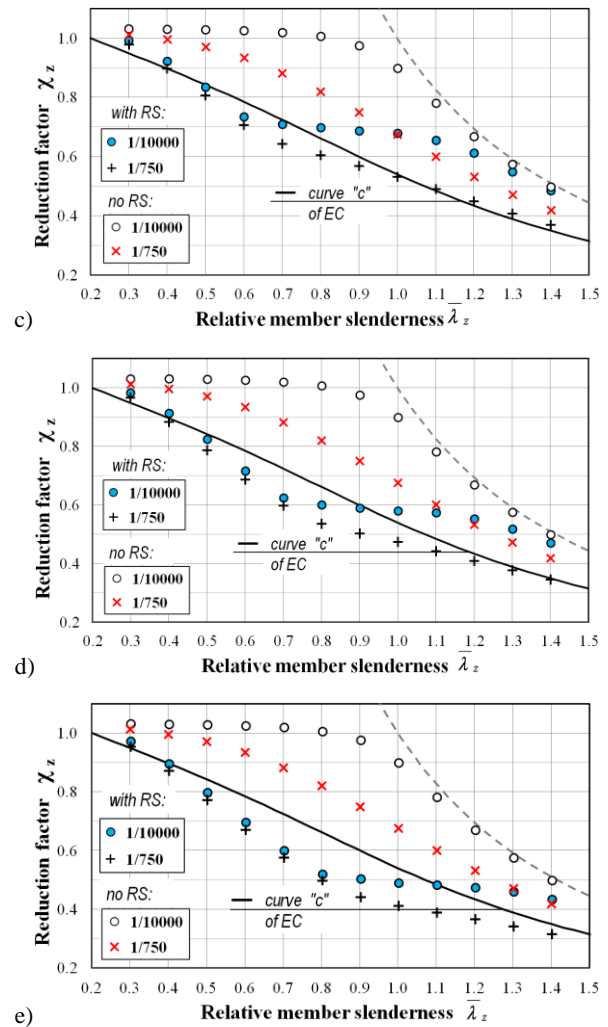 1.0
0.8
0.6
0.4
0.2
Reduction factor χ z
with RS:
1/10000
1/750
no RS:
1/10000
1/750
curve "c"
of EC
0.2 0.3 0.4 0.5 0.6 0.7 0.8 0.9 1.0 1.1 1.2 1.3 1.4 1.5
c)
Relative member slenderness λ̅ z
1.0
0.8
0.6
0.4
0.2
Reduction factor χ z
with RS:
1/10000
1/750
no RS:
1/10000
1/750
curve "c"
of EC
0.2 0.3 0.4 0.5 0.6 0.7 0.8 0.9 1.0 1.1 1.2 1.3 1.4 1.5
d)
Relative member slenderness λ̅ z
1.0
0.8
0.6
0.4
0.2
Reduction factor χ z
with RS:
1/10000
1/750
no RS:
1/10000
1/750
curve "c"
of EC
0.2 0.3 0.4 0.5 0.6 0.7 0.8 0.9 1.0 1.1 1.2 1.3 1.4 1.5
e)
Relative member slenderness λ̅ z